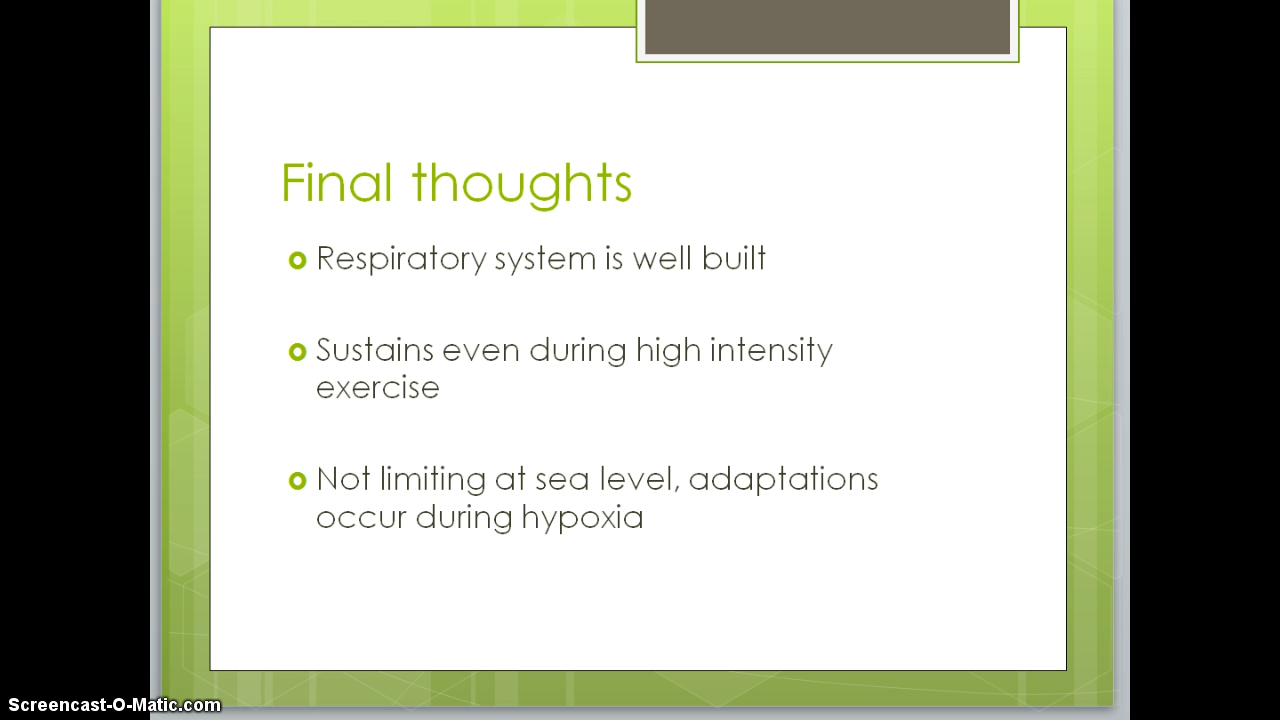 Final thoughts
Respiratory system is well built
Sustains even during high intensity
exercise
Not limiting at sea level, adaptations
occur during hypoxia
Screencast-O-Matic.com